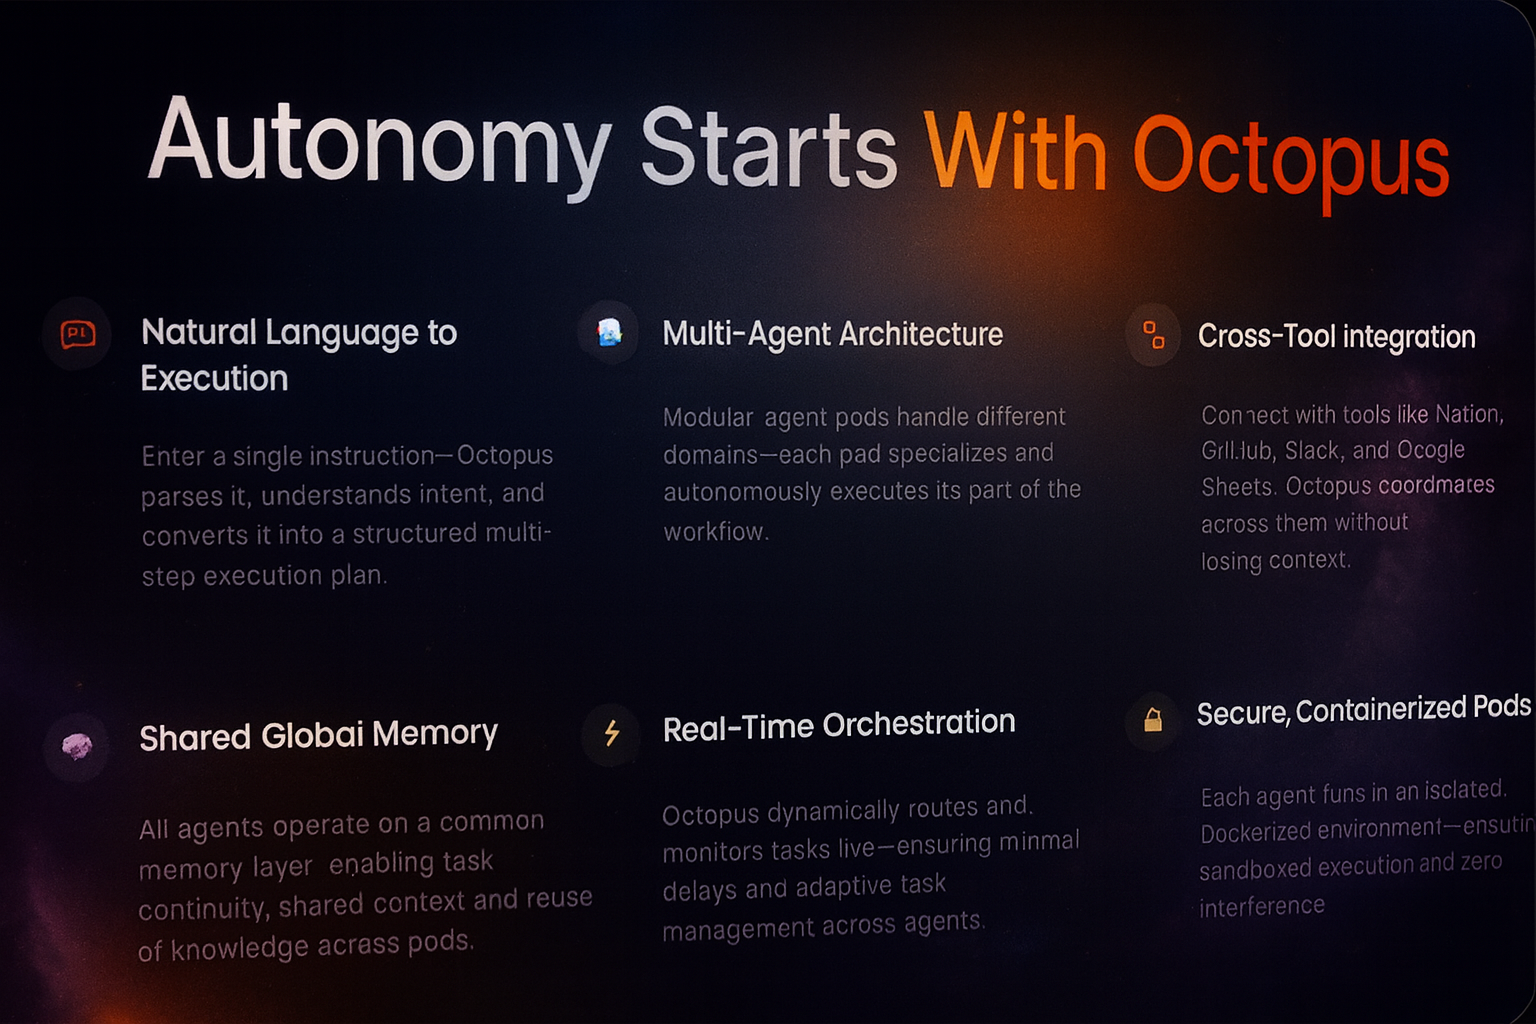 Autonomy Starts With Octopus
Natural Language to
Execution
Enter a single instruction—Octopus
parses it, understands intent, and
converts it into a structured multi-
step execution plan.
Multi-Agent Architecture
Modular agent pods handle different
domains—each pad specializes and
autonomously executes its part of the
workfiow.
Cross-Tool integration
Connect with tools like Nation,
Slack, and Ocogle
Sheets. Octopus coordmates
across them without
losing context.
Shared Globai Memory
All agents operate on a common
memory layer enabling task
continuity, shared context and reuse
of knowledge acrass pods.
Real-Time Orchestration
Octopus dynamically routes and.
monitors tasks live—ensuring minmal
delays and adaptive task
management across agents.
Secure, Containerized Pods
Each agent funs in an isclated.
Dockerized environment—ensutin
sandboxed execution and zero
interference